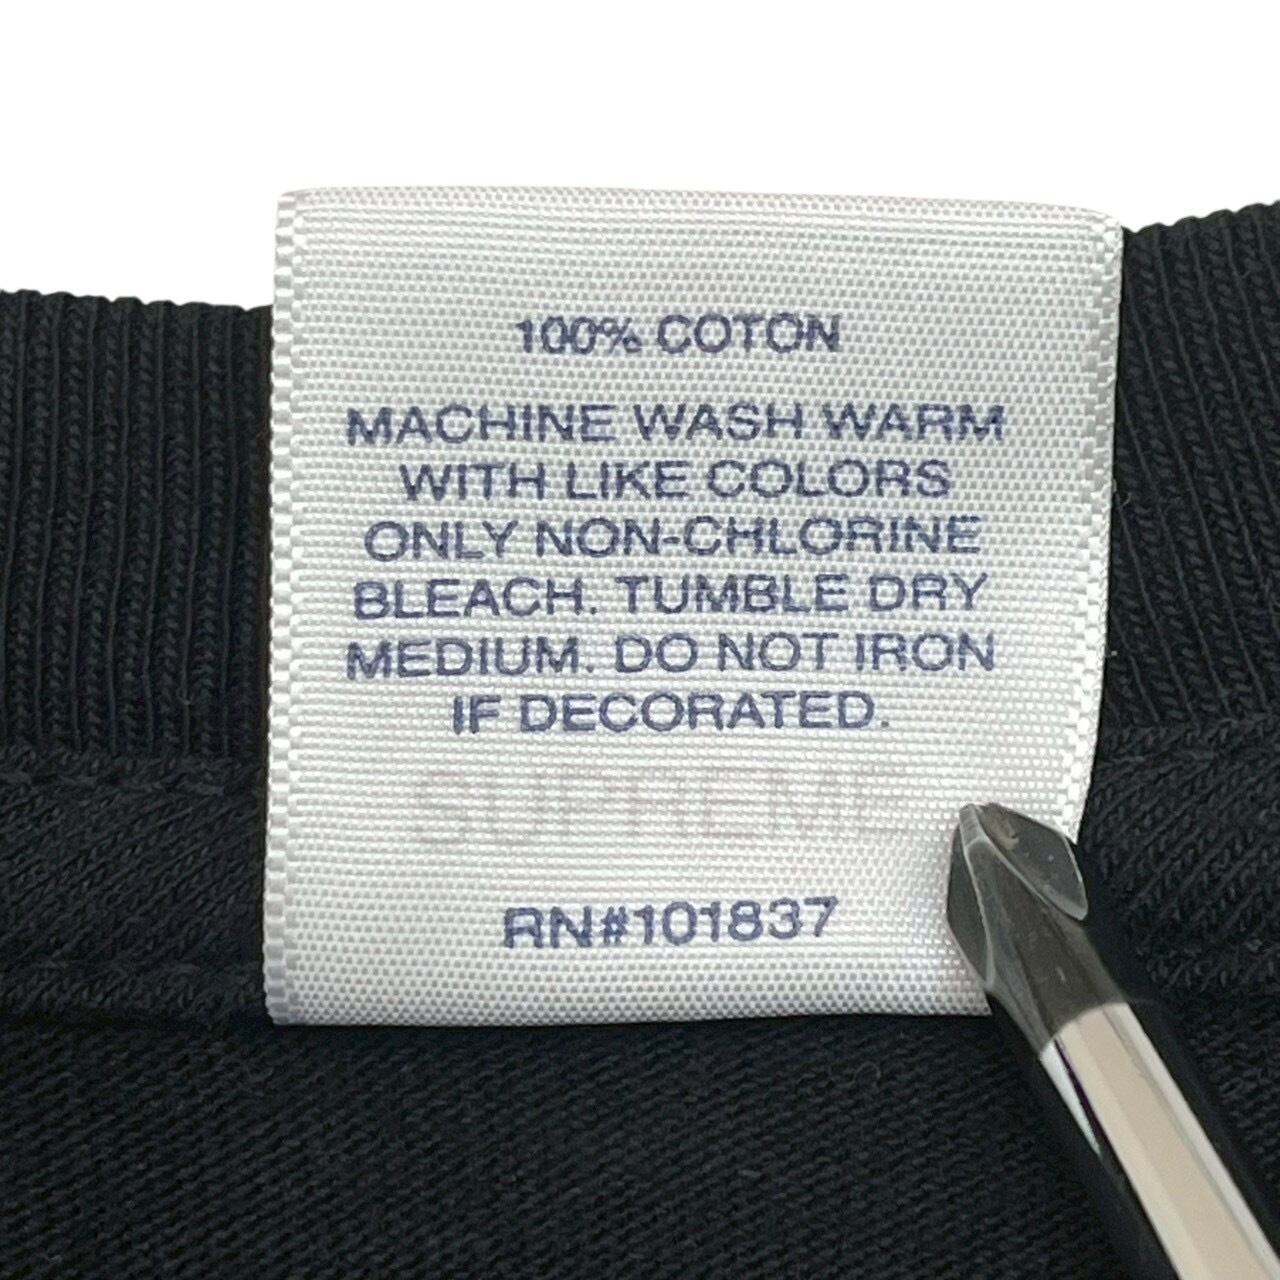 100% COTON
MACHINE WASH WARM
WITH LIKE COLORS
ONLY NON-CHLORINE
BLEACH. TUMBLE DRY
MEDIUM. DO NOT IRON
IF DECORATED.
SUPREME
RN#101837